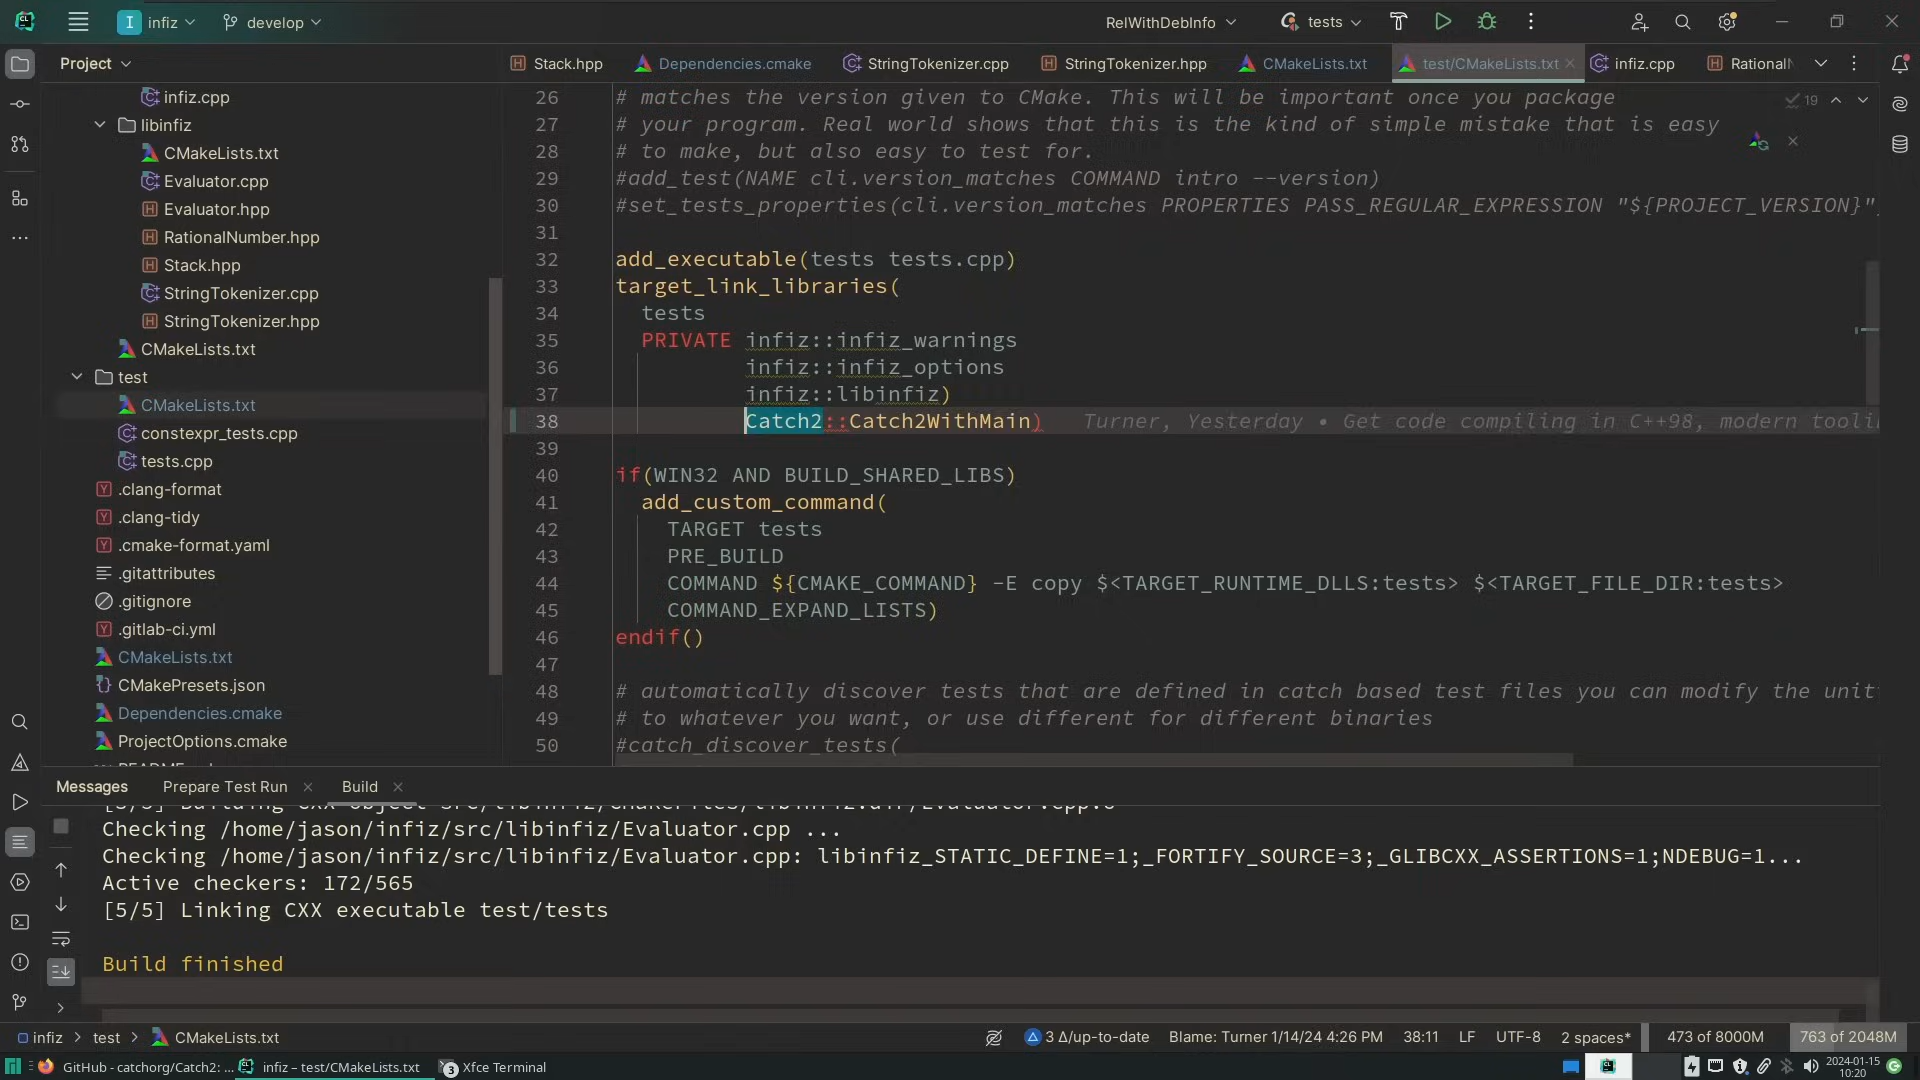 infiz
develop
RelWithDebInfo
tests
Project
Stack.hpp
Dependencies.cmake
StringTokenizer.cpp
StringTokenizer.hpp
CMakeLists.txt
test/CMakeLists.txt
infiz.cpp
Rational
infiz.cpp
libinfiz
CMakeLists.txt
Evaluator.cpp
Evaluator.hpp
RationalNumber.hpp
Stack.hpp
StringTokenizer.cpp
StringTokenizer.hpp
CMakeLists.txt
test
CMakeLists.txt
constexpr_tests.cpp
tests.cpp
.clang-format
.clang-tidy
.cmake-format.yaml
.gitattributes
.gitignore
.gitlab-ci.yml
CMakeLists.txt
CMakePresets.json
Dependencies.cmake
ProjectOptions.cmake
19
26 # matches the version given to CMake. This will be important once you package
27 # your program. Real world shows that this is the kind of simple mistake that is easy
28 # to make, but also easy to test for.
29 #add_test(NAME cli.version_matches COMMAND intro --version)
30 #set_tests_properties(cli.version_matches PROPERTIES PASS_REGULAR_EXPRESSION "${PROJECT_VERSION}"
31
32 add_executable(tests tests.cpp)
33 target_link_libraries(
34 tests
35 PRIVATE infiz::infiz_warnings
36 infiz::infiz_options
37 infiz::libinfiz)
38 Catch2::Catch2WithMain) Turner, Yesterday • Get code compiling in C++98, modern tooli
39
40 if(WIN32 AND BUILD_SHARED_LIBS)
41 add_custom_command(
42 TARGET tests
43 PRE_BUILD
44 COMMAND ${CMAKE_COMMAND} -E copy $<TARGET_RUNTIME_DLLS:tests> $<TARGET_FILE_DIR:tests>
45 COMMAND_EXPAND_LISTS)
46 endif()
47
48 # automatically discover tests that are defined in catch based test files you can modify the unit
49 # to whatever you want, or use different for different binaries
50 #catch_discover_tests(
Messages
Prepare Test Run
Build
[3/5] Building CXX object src/libinfiz/CMakeFiles/libinfiz.dir/Evaluator.cpp.o
Checking /home/jason/infiz/src/libinfiz/Evaluator.cpp ...
Checking /home/jason/infiz/src/libinfiz/Evaluator.cpp: libinfiz_STATIC_DEFINE=1;_FORTIFY_SOURCE=3;_GLIBCXX_ASSERTIONS=1;NDEBUG=1...
Active checkers: 172/565
[5/5] Linking CXX executable test/tests
Build finished
infiz > test > CMakeLists.txt
3 Δ/up-to-date
Blame: Turner 1/14/24 4:26 PM
38:11
LF
UTF-8
2 spaces*
473 of 8000M
763 of 2048M
GitHub - catchorg/Catch2: ...
infiz – test/CMakeLists.txt
3
Xfce Terminal
2024-01-15
10:20